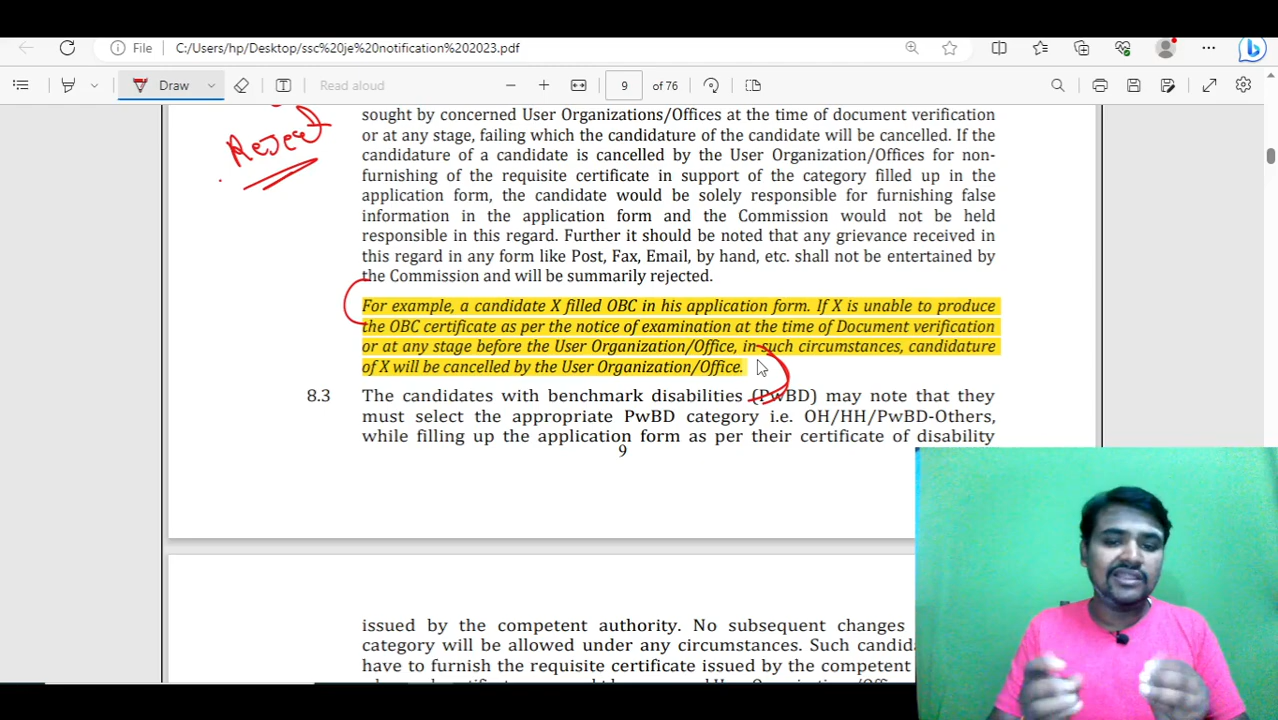 File
C:/Users/hp/Desktop/ssc%20je%20notification%202023.pdf
Draw
Read aloud
9
of 76
sought by concerned User Organizations/Offices at the time of document verification
or at any stage, failing which the candidature of the candidate will be cancelled. If the
candidature of a candidate is cancelled by the User Organization/Offices for non-
furnishing of the requisite certificate in support of the category filled up in the
application form, the candidate would be solely responsible for furnishing false
information in the application form and the Commission would not be held
responsible in this regard. Further it should be noted that any grievance received in
this regard in any form like Post, Fax, Email, by hand, etc. shall not be entertained by
the Commission and will be summarily rejected.
Reject
For example, a candidate X filled OBC in his application form. If X is unable to produce
the OBC certificate as per the notice of examination at the time of Document verification
or at any stage before the User Organization/Office, in such circumstances, candidature
of X will be cancelled by the User Organization/Office.
8.3 The candidates with benchmark disabilities (PwBD) may note that they
must select the appropriate PwBD category i.e. OH/HH/PwBD-Others,
while filling up the application form as per their certificate of disability
9
issued by the competent authority. No subsequent changes
category will be allowed under any circumstances. Such
have to furnish the requisite certificate issued by the competent